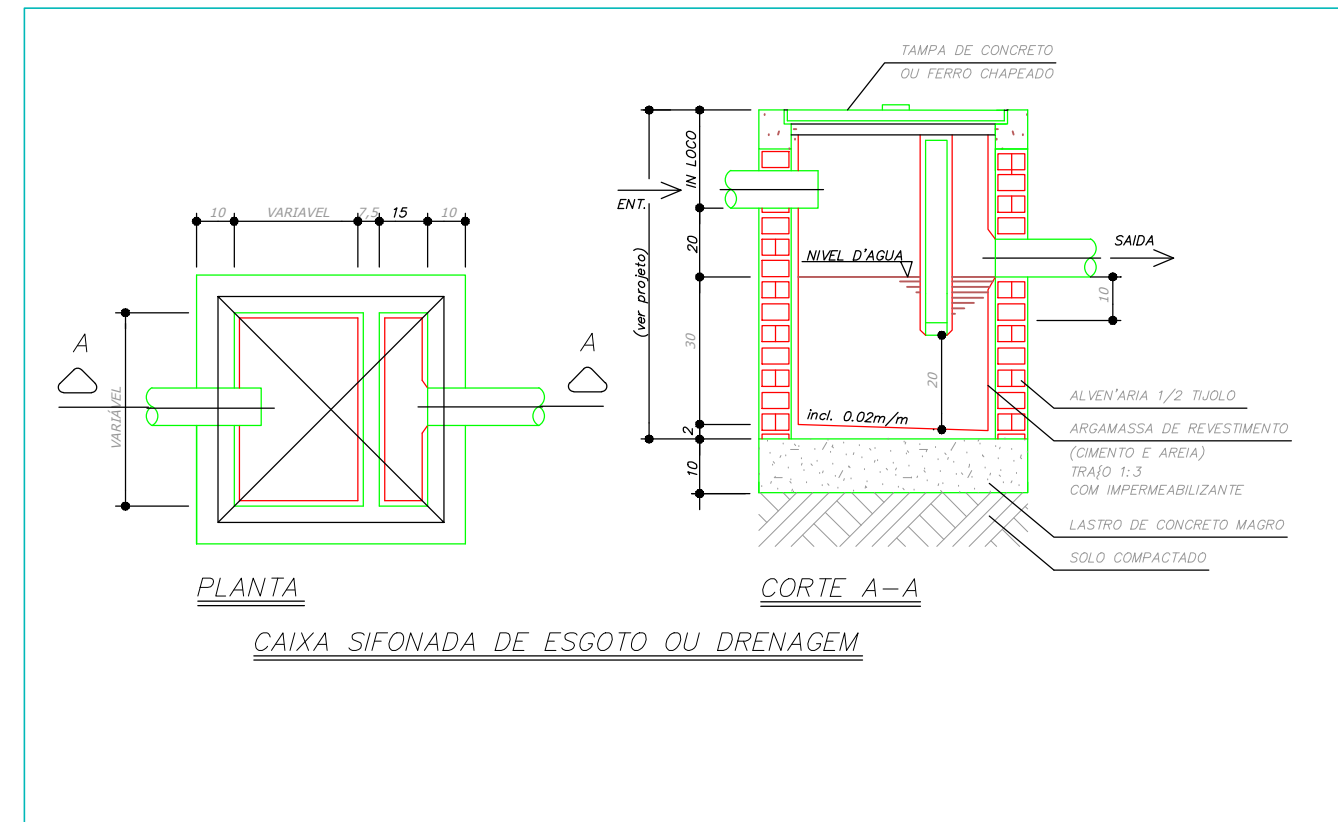 TAMPA DE CONCRETO
OU FERRO CHAPEADO
IN LOCO
ENT.
20
(ver projeto)
NIVEL D'AGUA
SAIDA
10
30
20
incl. 0.02m/m
2
10
ALVEN'ARIA 1/2 TIJOLO
ARGAMASSA DE REVESTIMENTO
(CIMENTO E AREIA)
TRA{O 1:3
COM IMPERMEABILIZANTE
LASTRO DE CONCRETO MAGRO
SOLO COMPACTADO
10 VARIAVEL 7,5 15 10
A
A
VARIÁVEL
PLANTA
CORTE A-A
CAIXA SIFONADA DE ESGOTO OU DRENAGEM